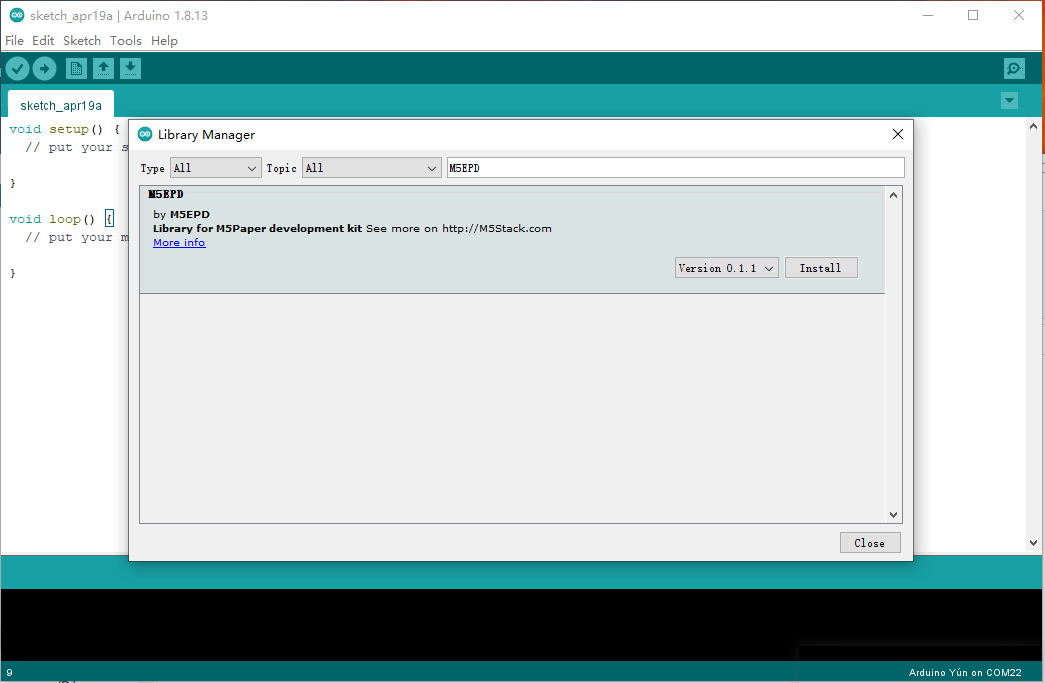 sketch_apr19a | Arduino 1.8.13
File Edit Sketch Tools Help
sketch_apr19a
void setup() {
// put your s
}
void loop() {
// put your m
}
Library Manager
Type All Topic All M5EPD
M5EPD
by M5EPD
Library for M5Paper development kit See more on http://M5Stack.com
More info
Version 0.1.1 Install
Close
9 Arduino Yún on COM22